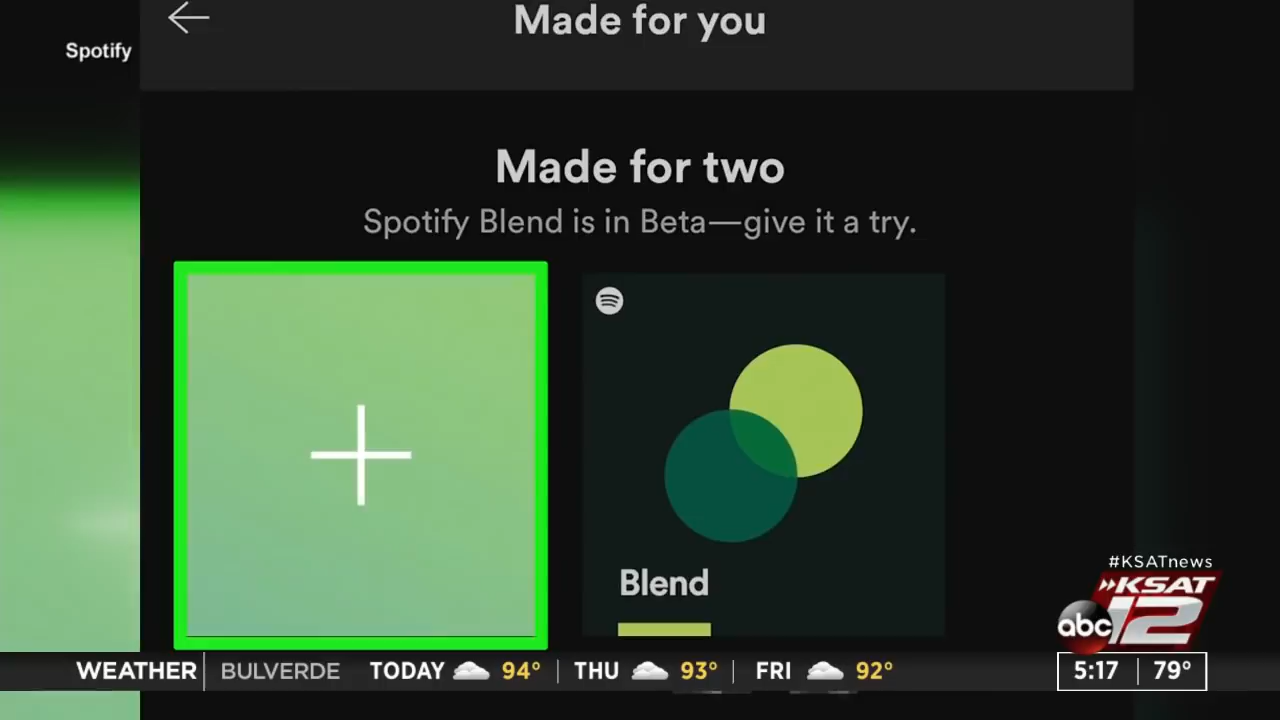 Made for you
Spotify
Made for two
Spotify Blend is in Beta—give it a try.
Blend
#KSATnews
KSAT
abc 12
WEATHER BULVERDE TODAY 94° THU 93° FRI 92° 5:17 79°